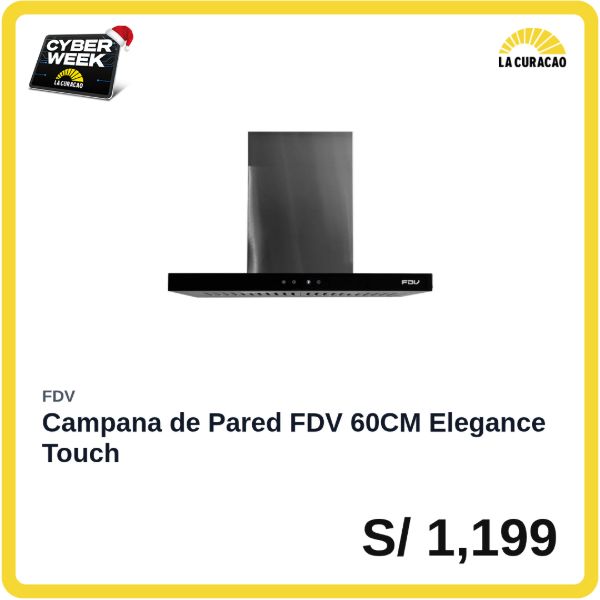 CYBER
WEEK
LA CURACAO
LA CURACAO
FDV
FDV
Campana de Pared FDV 60CM Elegance
Touch
S/ 1,199